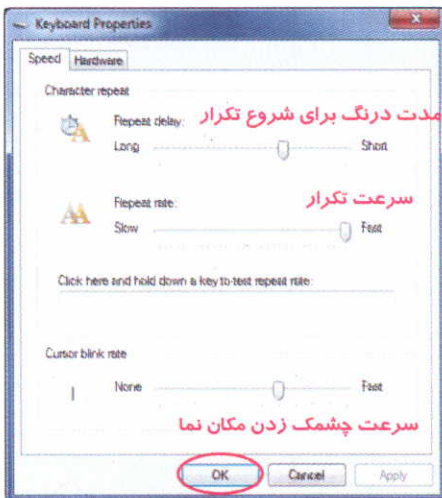 Keyboard Properties
Speed Hardware
Character repeat
Repeat delay:
مدت درنگ برای شروع تکرار
Long Short
Repeat rate:
سرعت تکرار
Slow Fast
Click here and hold down a key to test repeat rate:
Cursor blink rate
None Fast
سرعت چشمک زدن مکان نما
OK Cancel Apply